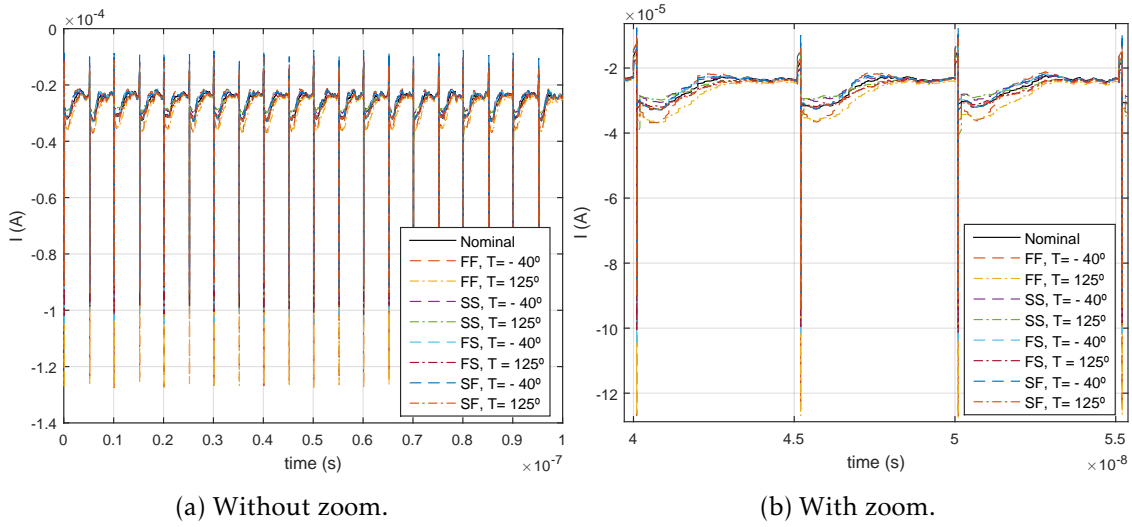 ×10⁻⁴
0
-0.2
-0.4
-0.6
-0.8
-1
-1.2
-1.4
I (A)
Nominal
FF, T= - 40º
FF, T= 125º
SS, T= - 40º
SS, T= 125º
FS, T= - 40º
FS, T = 125º
SF, T= - 40º
SF, T= 125º
0 0.1 0.2 0.3 0.4 0.5 0.6 0.7 0.8 0.9 1
time (s)
×10⁻⁷
(a) Without zoom.
×10⁻⁵
-2
-4
-6
-8
-10
-12
I (A)
Nominal
FF, T= - 40º
FF, T= 125º
SS, T= - 40º
SS, T= 125º
FS, T= - 40º
FS, T= 125º
SF, T= - 40º
SF, T= 125º
4 4.5 5 5.5
time (s)
×10⁻⁸
(b) With zoom.